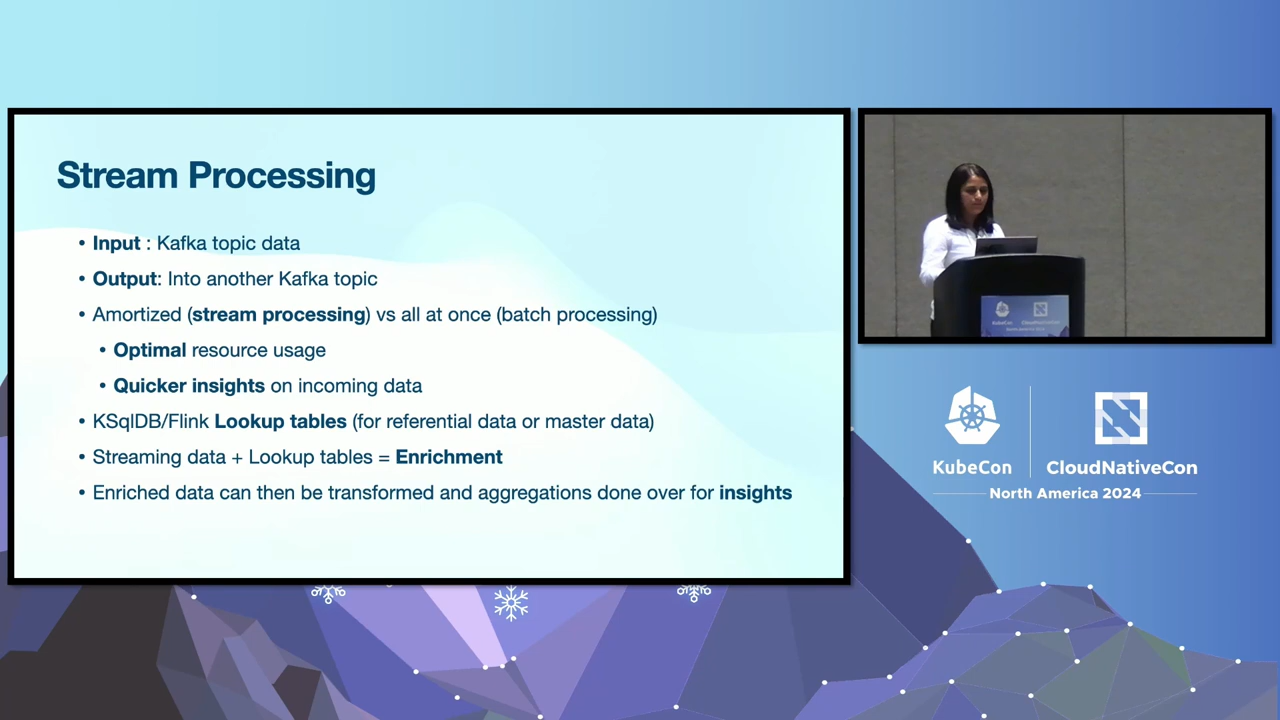 Stream Processing
• Input : Kafka topic data
• Output: Into another Kafka topic
• Amortized (stream processing) vs all at once (batch processing)
• Optimal resource usage
• Quicker insights on incoming data
• KSqlDB/Flink Lookup tables (for referential data or master data)
• Streaming data + Lookup tables = Enrichment
• Enriched data can then be transformed and aggregations done over for insights
KubeCon CloudNativeCon
KubeCon CloudNativeCon
North America 2024